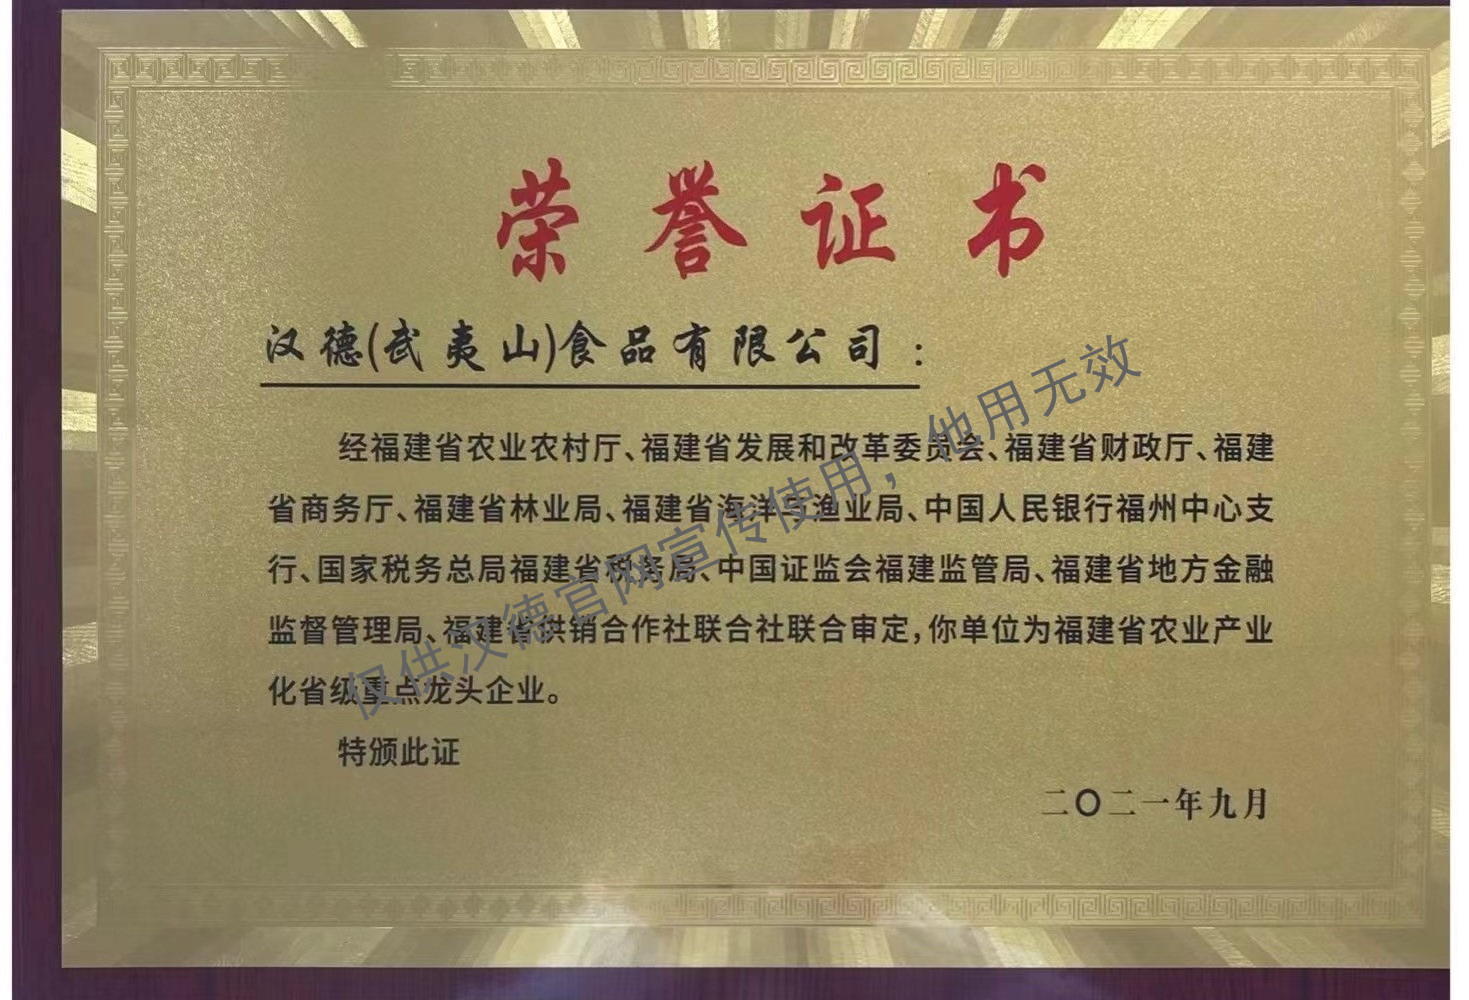 荣誉证书
汉德(武夷山)食品有限公司：
经福建省农业农村厅、福建省发展和改革委员会、福建省财政厅、福建
省商务厅、福建省林业局、福建省海洋与渔业局、中国人民银行福州中心支
行、国家税务总局福建省税务局、中国证监会福建监管局、福建省地方金融
监督管理局、福建省供销合作社联合社联合审定，你单位为福建省农业产业
化省级重点龙头企业。
特颁此证
二〇二一年九月
仅供汉德官网宣传使用，他用无效